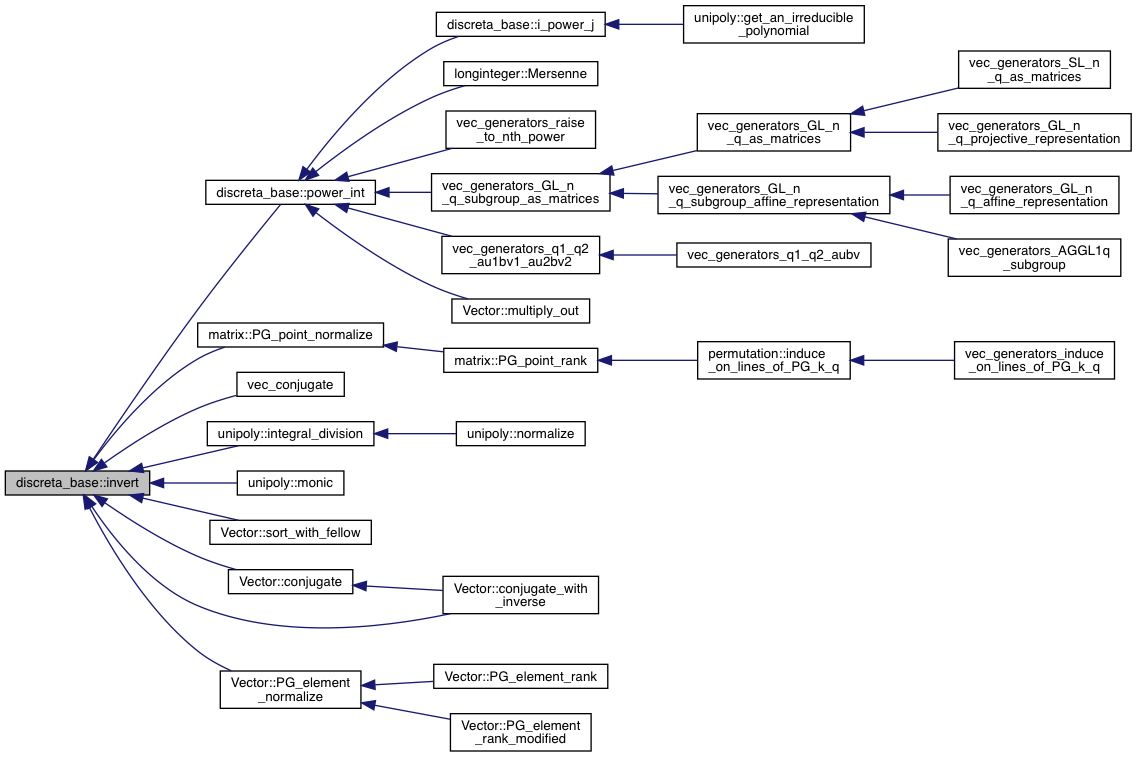 discreta_base::i_power_j
unipoly::get_an_irreducible
_polynomial
longinteger::Mersenne
vec_generators_SL_n
_q_as_matrices
vec_generators_raise
_to_nth_power
vec_generators_GL_n
_q_as_matrices
vec_generators_GL_n
_q_projective_representation
discreta_base::power_int
vec_generators_GL_n
_q_subgroup_as_matrices
vec_generators_GL_n
_q_subgroup_affine_representation
vec_generators_GL_n
_q_affine_representation
vec_generators_q1_q2
_au1bv1_au2bv2
vec_generators_q1_q2_aubv
vec_generators_AGGL1q
_subgroup
Vector::multiply_out
matrix::PG_point_normalize
matrix::PG_point_rank
permutation::induce
_on_lines_of_PG_k_q
vec_generators_induce
_on_lines_of_PG_k_q
vec_conjugate
unipoly::integral_division
unipoly::normalize
discreta_base::invert
unipoly::monic
Vector::sort_with_fellow
Vector::conjugate
Vector::conjugate_with
_inverse
Vector::PG_element
_normalize
Vector::PG_element_rank
Vector::PG_element
_rank_modified